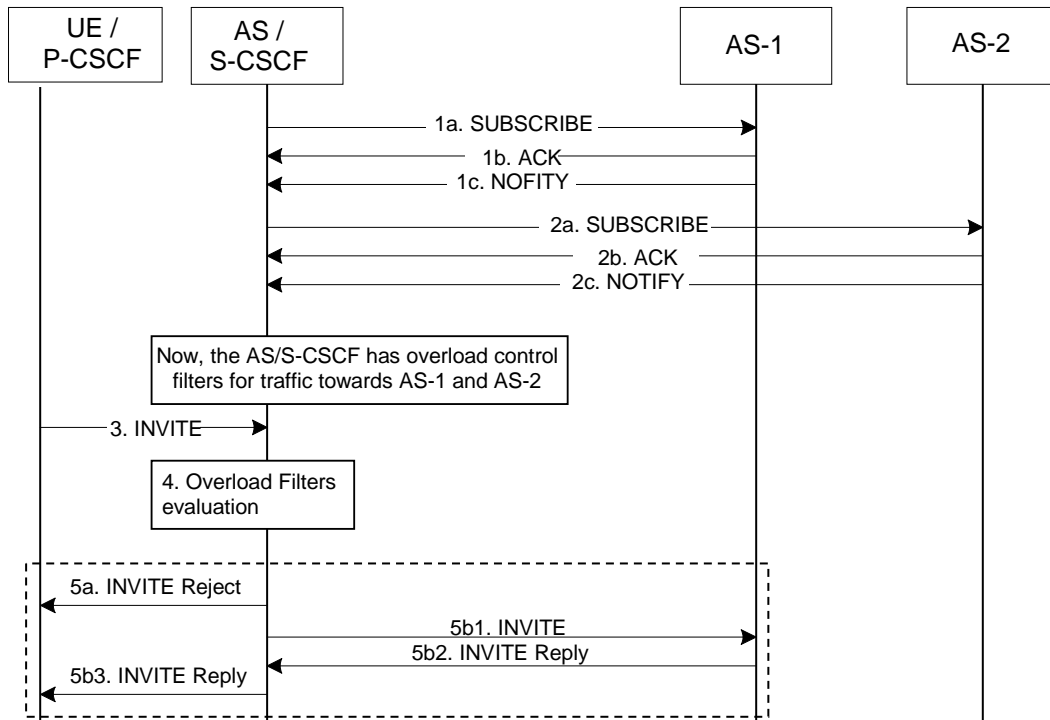 UE /
P-CSCF
AS /
S-CSCF
AS-1
AS-2
1a. SUBSCRIBE
1b. ACK
1c. NOFITY
2a. SUBSCRIBE
2b. ACK
2c. NOTIFY
Now, the AS/S-CSCF has overload control
filters for traffic towards AS-1 and AS-2
3. INVITE
4. Overload Filters
evaluation
5a. INVITE Reject
5b1. INVITE
5b2. INVITE Reply
5b3. INVITE Reply